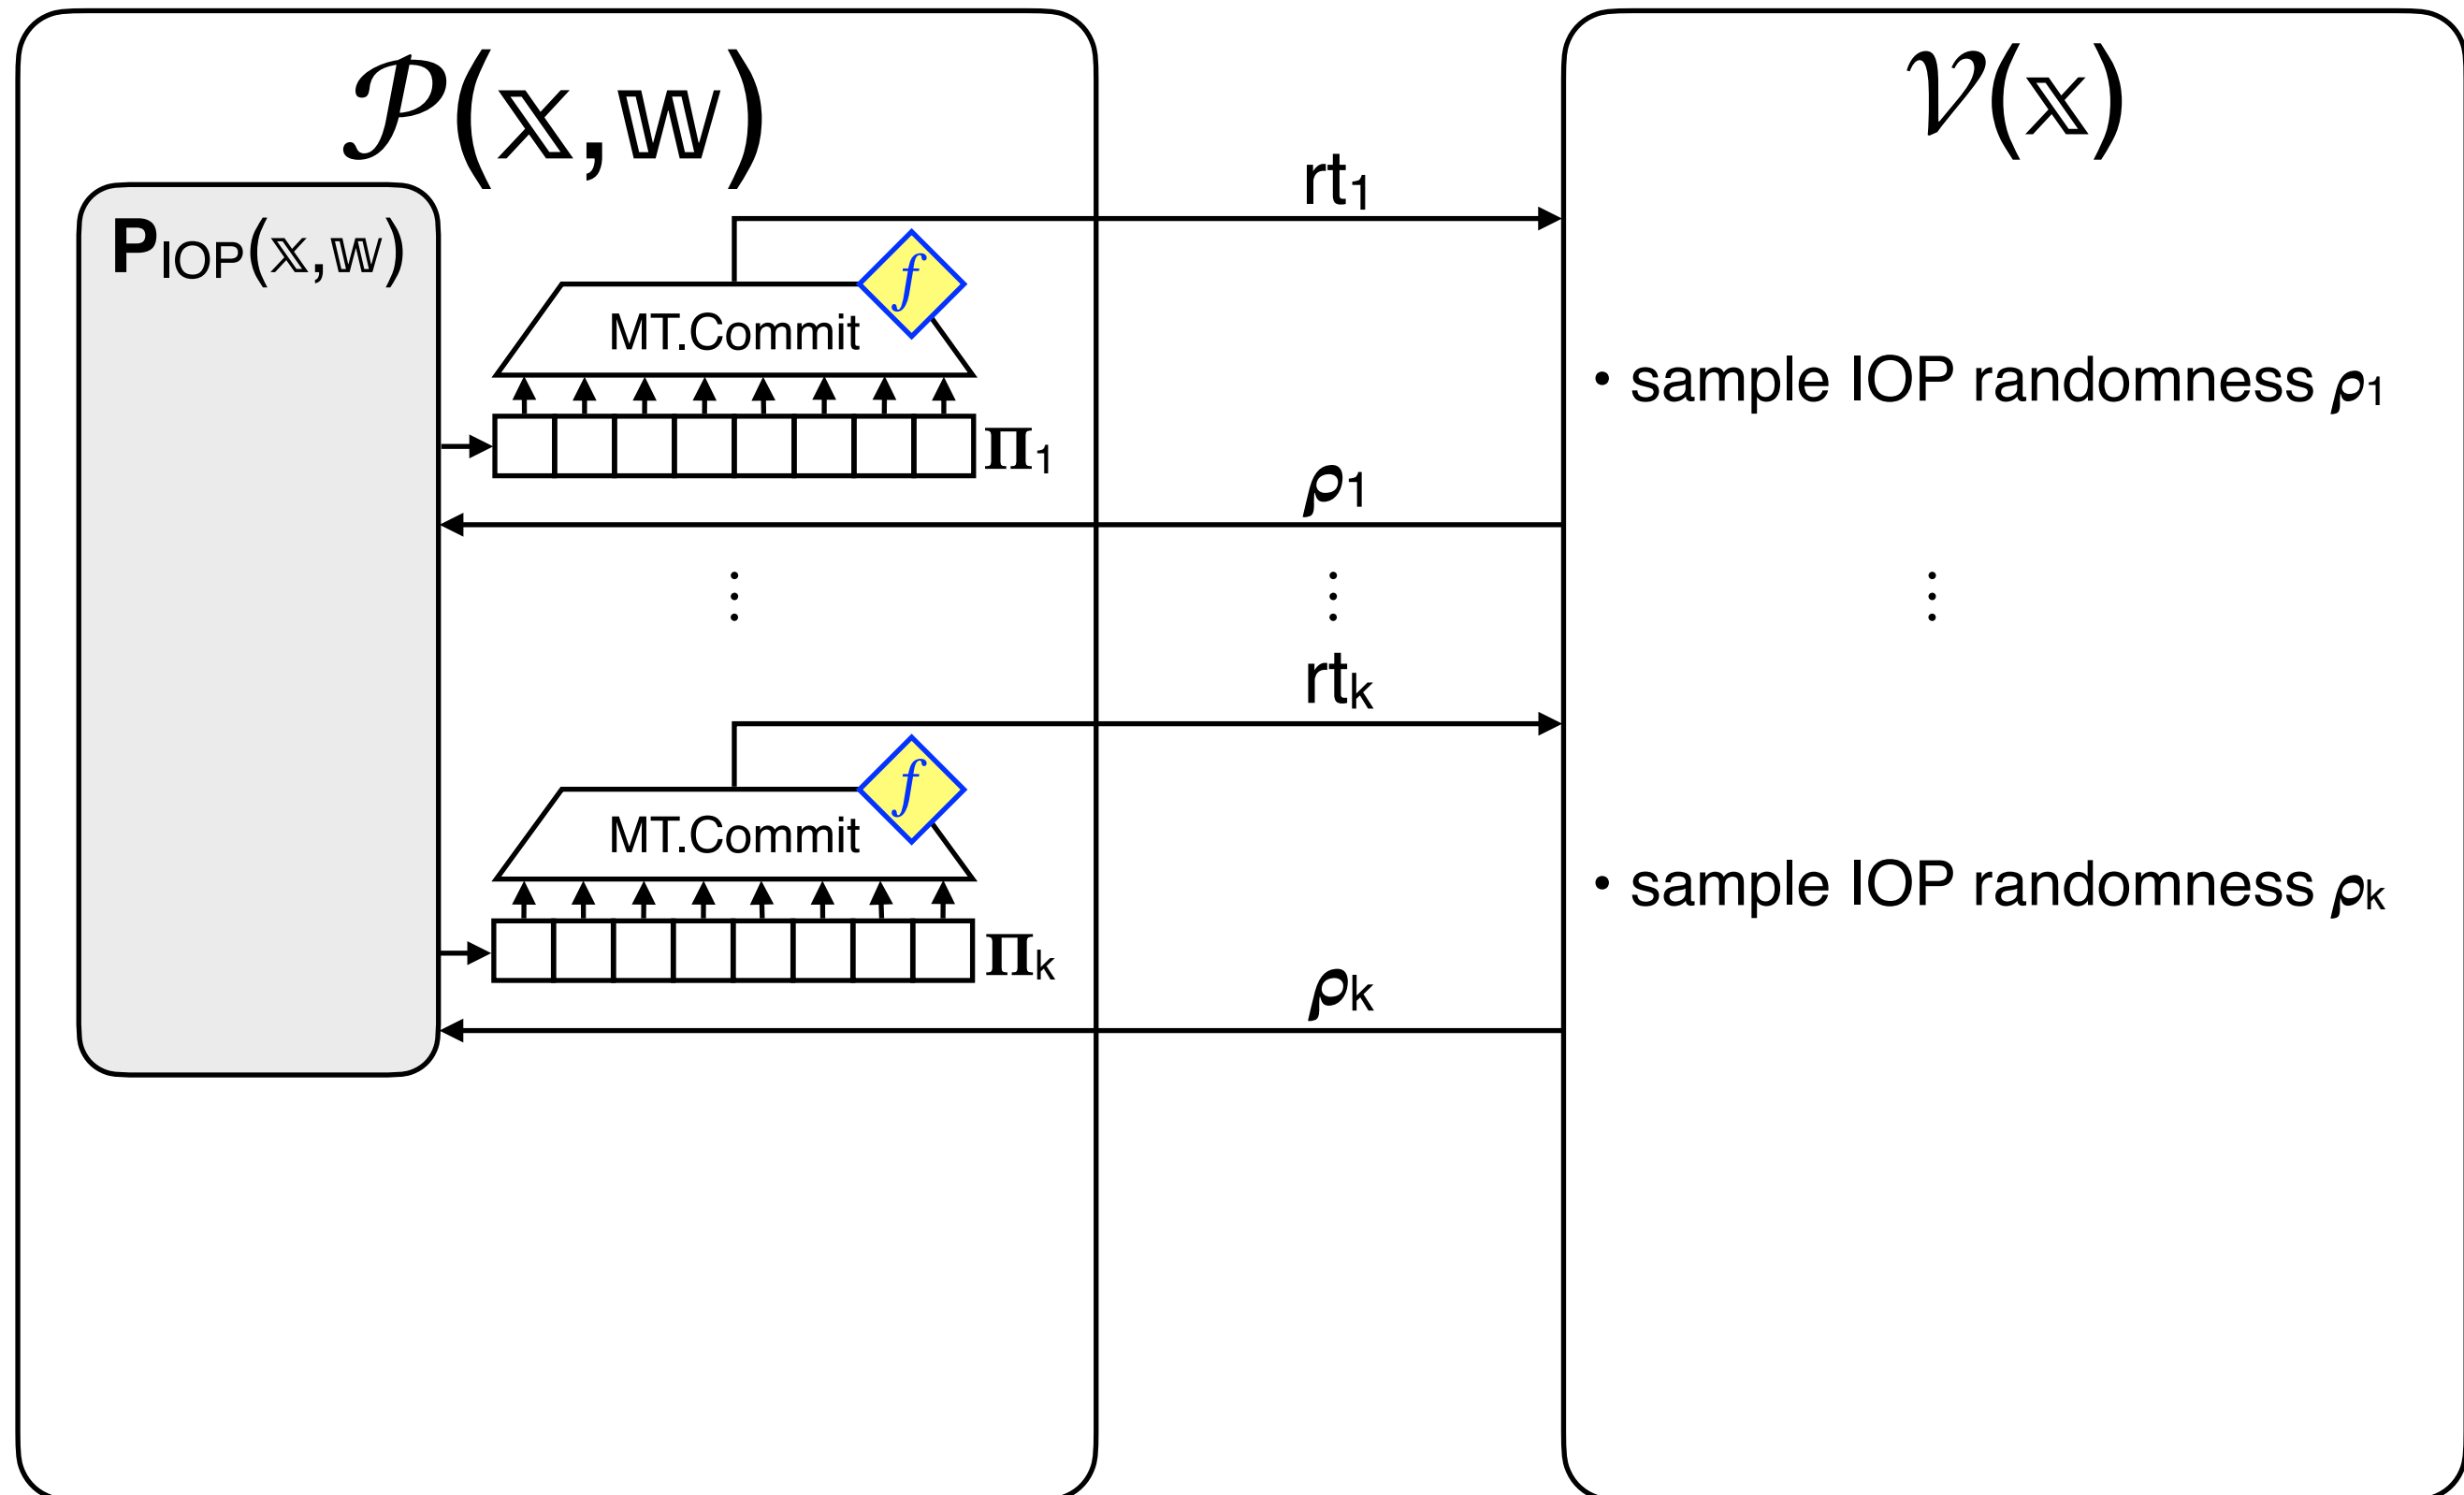 𝒫(𝕩,𝕨)
𝒱(𝕩)
P_IOP(𝕩,𝕨)
rt₁
f
MT.Commit
• sample IOP randomness ρ₁
Π₁
ρ₁
⋮ ⋮ ⋮
rtₖ
f
MT.Commit
• sample IOP randomness ρₖ
Πₖ
ρₖ